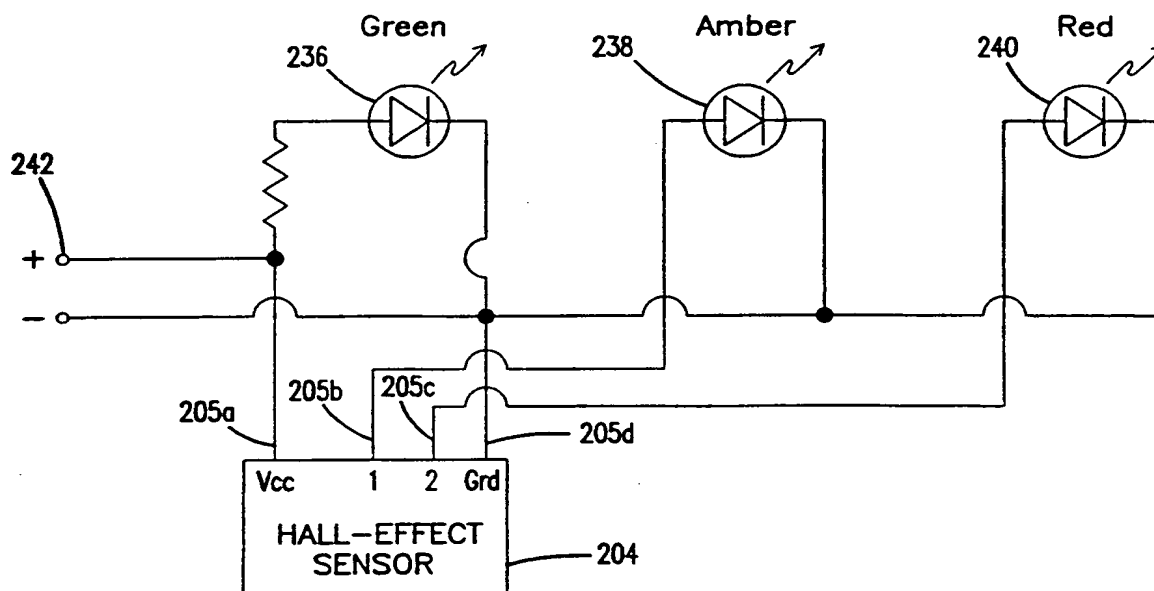 Green
Amber
Red
236
238
240
242
+
-
205a
205b
205c
205d
Vcc 1 2 Grd
HALL-EFFECT
SENSOR
204